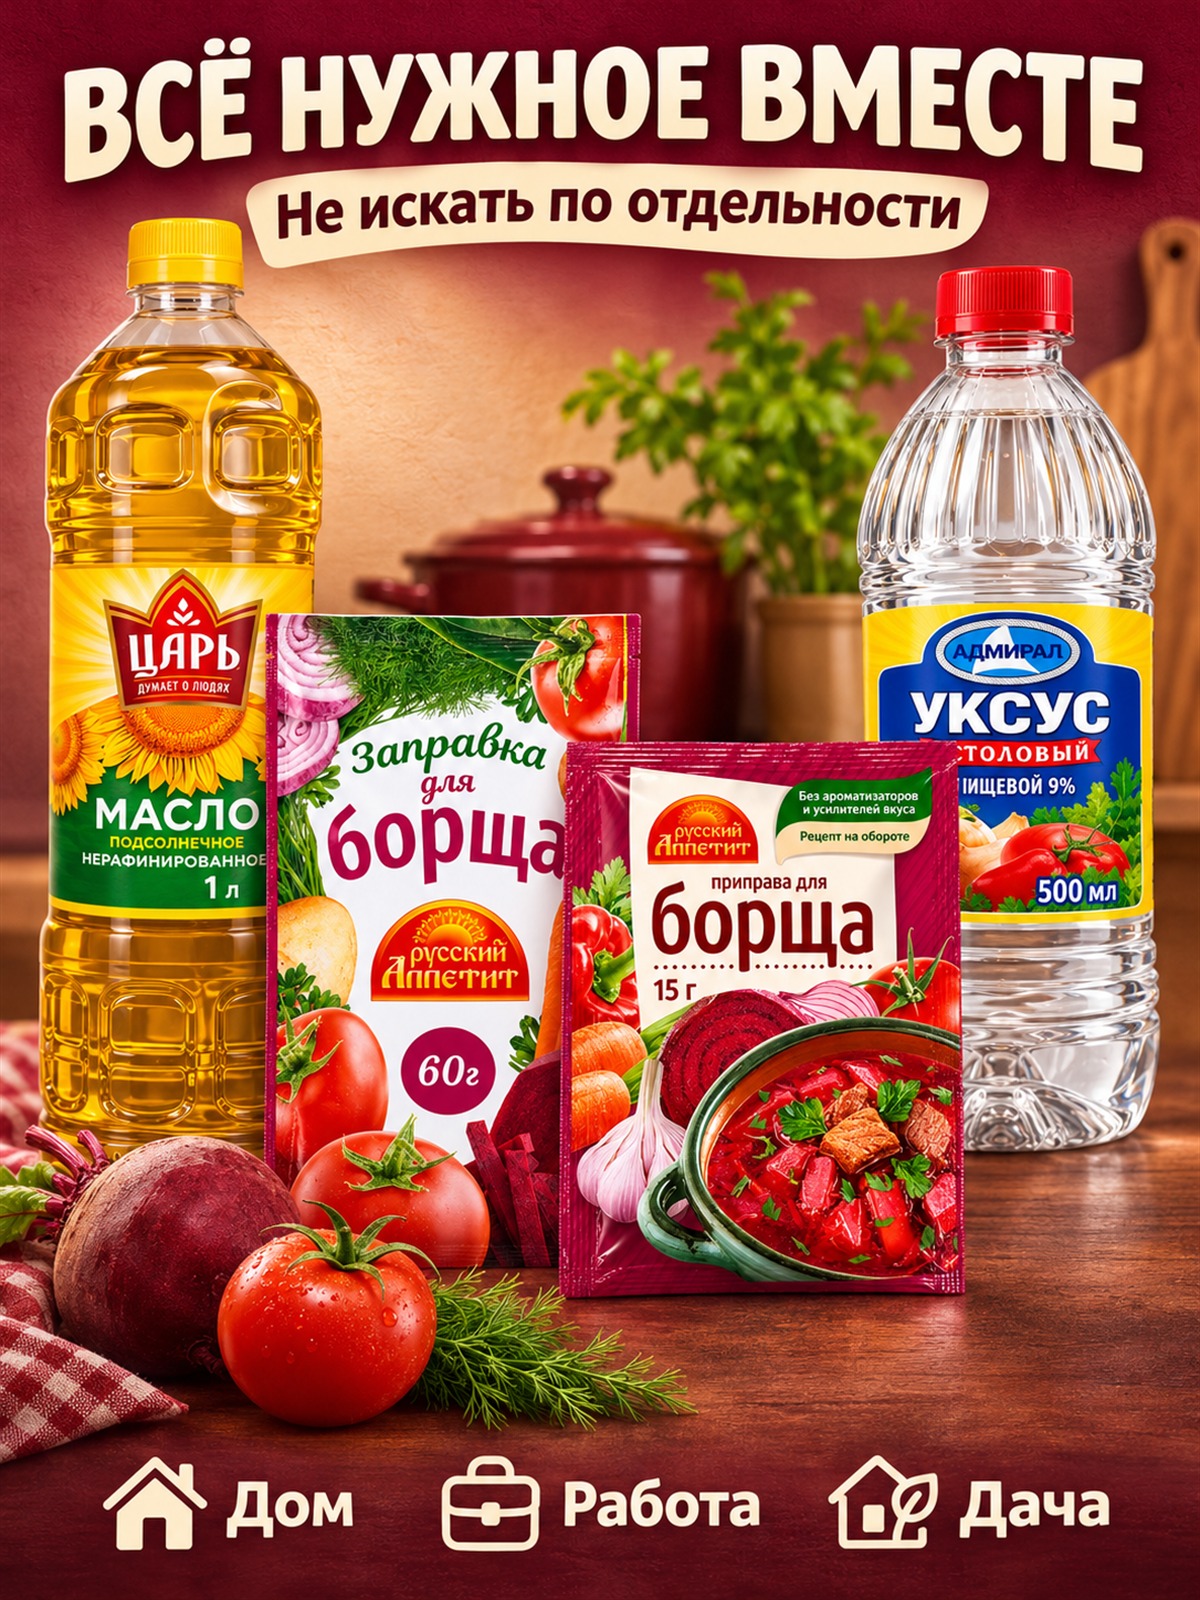 ВСЁ НУЖНОЕ ВМЕСТЕ
Не искать по отдельности
ЦАРЬ
ДУМАЕТ О ЛЮДЯХ
МАСЛО
ПОДСОЛНЕЧНОЕ
НЕРАФИНИРОВАННОЕ
1 л
Заправка
для
борща
русский
Аппетит
60г
Без ароматизаторов
и усилителей вкуса
Рецепт на обороте
русский
Аппетит
приправа для
борща
15 г
АДМИРАЛ
УКСУС
СТОЛОВЫЙ
ПИЩЕВОЙ 9%
500 мл
Дом
Работа
Дача